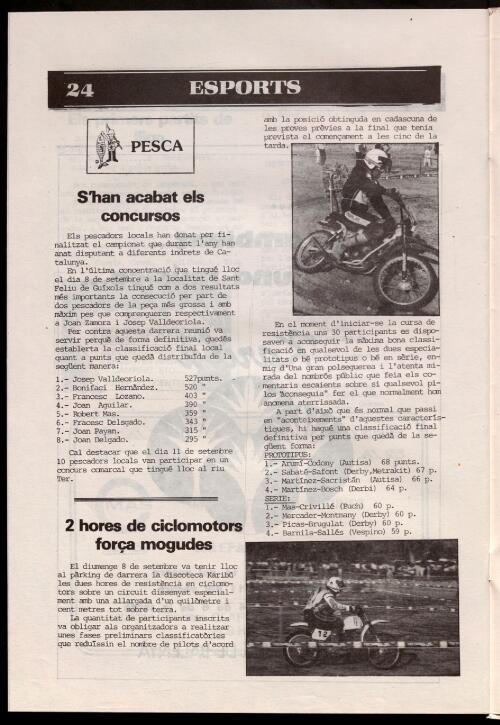 24
ESPORTS
PESCA
S'han acabat els
concursos
Els pescadors locals han donat per fi-
nalitzat el campionat que durant l'any han
anat disputant a diferents indrets de Ca-
talunya.
En l'última concentració que tingué lloc
el dia 8 de setembre a la localitat de Sant
Feliu de Guíxols tingué com a dos resultats
més importants la consecució per part de
dos pescadors de la peça més grossa i amb
màxim pes que comprengueren respectivament
a Joan Zamora i Josep Valldeoriola.
Per contra aquesta darrera reunió va
servir perquè de forma definitiva, quedés
establerta la classificació final local
quant a punts que quedà distribuïda de la
següent manera:
1.- Josep Valldeoriola. 527punts.
2.- Bonifaci Hernández. 520 "
3.- Francesc Lozano. 403 "
4.- Joan Aguilar. 390 "
5.- Robert Mas. 359 "
6.- Fracesc Delsgado. 343 "
7.- Joan Payan. 315 "
8.- Joan Delgado. 295 "
Cal destacar que el dia 11 de setembre
10 pescadors locals van participar en un
concurs comarcal que tingué lloc al riu
Ter.
2 hores de ciclomotors
força mogudes
El diumenge 8 de setembre va tenir lloc
al pàrking de darrera la discoteca Karibú
les dues hores de resistència en ciclomo-
tors sobre un circuit dissenyat especial-
ment amb una allargada d'un quilòmetre i
cent metres tot sobre terra.
La quantitat de participants inscrits
va obligar als organitzadors a realitzar
unes fases preliminars classificatòries
que reduïssin el nombre de pilots d'acord
amb la posició obtinguda en cadascuna de
les proves prèvies a la final que tenia
prevista el començament a les cinc de la
tarda.
En el moment d'iniciar-se la cursa de
resistència uns 30 participants es dispo-
saven a aconseguir la màxima bona classi-
ficació en qualsevol de les dues especia-
litats o bé prototipus o bé en sèrie, en-
mig d'una gran polseguerea i l'atenta mi-
rada del nombrós públic que feia els co-
mentaris escaients sobre si qualsevol pi-
lot "aconseguia" fer el que normalment hom
anomena aterrissada.
A part d'això que és normal que passi
en "aconteixements" d'aquestes característi-
ques, hi hagué una classificació final
definitiva per punts que quedà de la se-
güent forma:
PROTOTIPUS:
1.- Arumí-Codony (Autisa) 68 punts.
2.- Sabaté-Safont (Derby,Metrakit) 67 p.
3.- Martínez-Sacristán (Autisa) 66 p.
4.- Martínez-Bosch (Derbi) 64 p.
SERIE:
1.- Mas-Crivillé (Puch) 60 p.
2.- Mercader-Montmany (Derby) 60 p.
3.- Picas-Brugulat (Derby) 60 p.
4.- Barnila-Sallés (Vespino) 59 p.
12